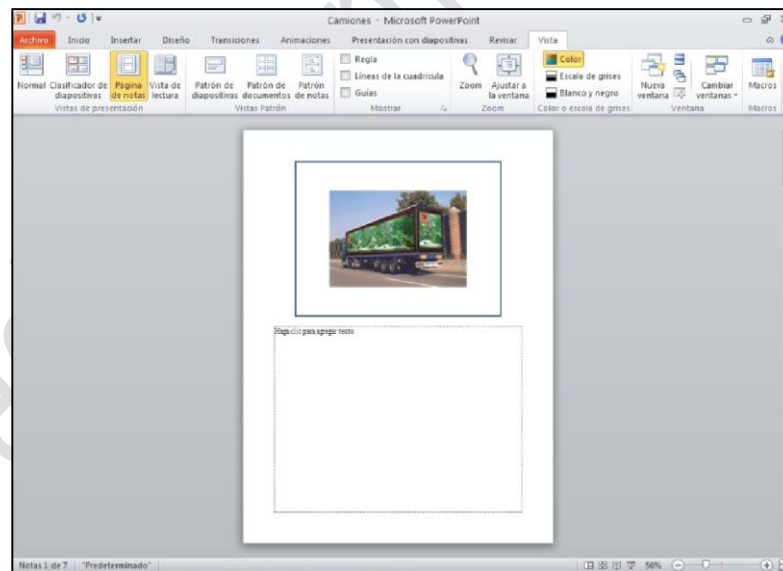 Camiones - Microsoft PowerPoint
Archivo Inicio Insertar Diseño Transiciones Animaciones Presentación con diapositivas Revisar Vista
Normal Clasificador de diapositivas Página de notas Vista de lectura
Vistas de presentación
Patrón de diapositivas Patrón de documentos Patrón de notas
Vistas Patrón
Regla
Líneas de la cuadrícula
Guías
Mostrar
Zoom Ajustar a la ventana
Zoom
Color
Escala de grises
Blanco y negro
Color o escala de grises
Nueva ventana Cambiar ventanas
Ventana
Macros
Macros
Haga clic para agregar texto
Notas 1 de 7 "Predeterminado" 56%